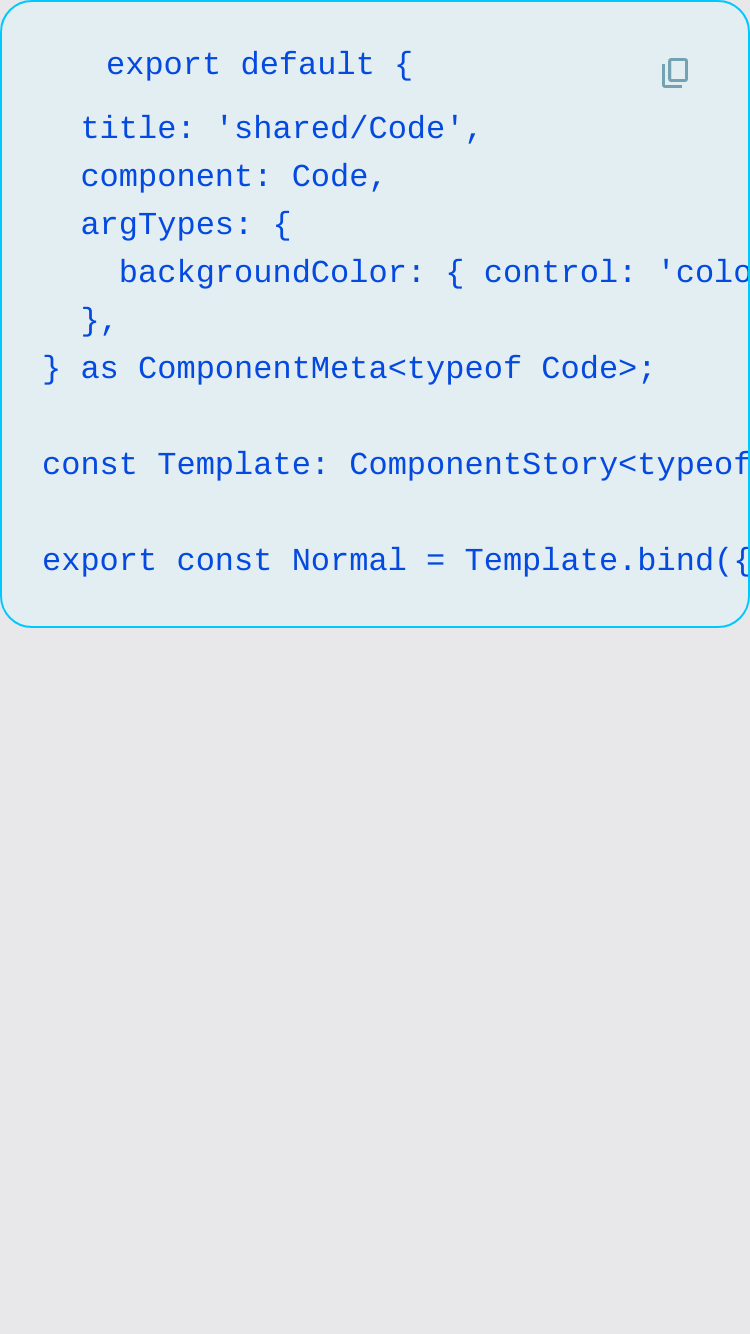 export default {
title: 'shared/Code',
component: Code,
argTypes: {
backgroundColor: { control: 'colo
},
} as ComponentMeta<typeof Code>;
const Template: ComponentStory<typeof
export const Normal = Template.bind({